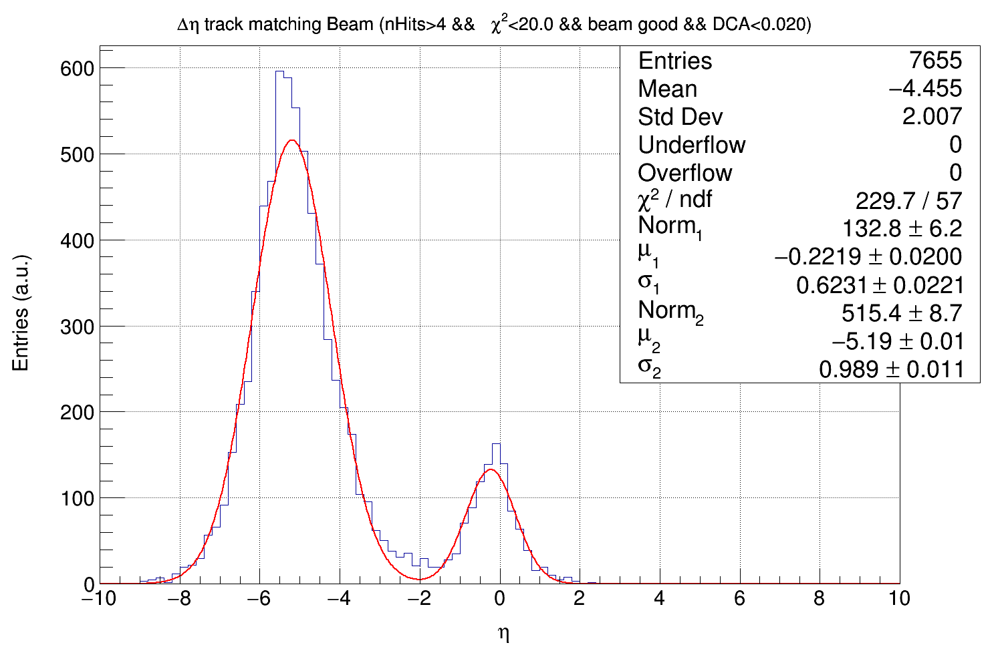 Δη track matching Beam (nHits>4 && χ²<20.0 && beam good && DCA<0.020)
Entries 7655
Mean −4.455
Std Dev 2.007
Underflow 0
Overflow 0
χ² / ndf 229.7 / 57
Norm₁ 132.8 ± 6.2
μ₁ −0.2219 ± 0.0200
σ₁ 0.6231 ± 0.0221
Norm₂ 515.4 ± 8.7
μ₂ −5.19 ± 0.01
σ₂ 0.989 ± 0.011
600
500
400
300
200
100
0
Entries (a.u.)
−10 −8 −6 −4 −2 0 2 4 6 8 10
η